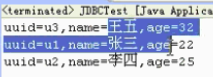 <terminated> JDBCTest [Java Applica
uuid=u3,name=王五,age=32
uuid=u1,name=张三,age=22
uuid=u2,name=李四,age=25